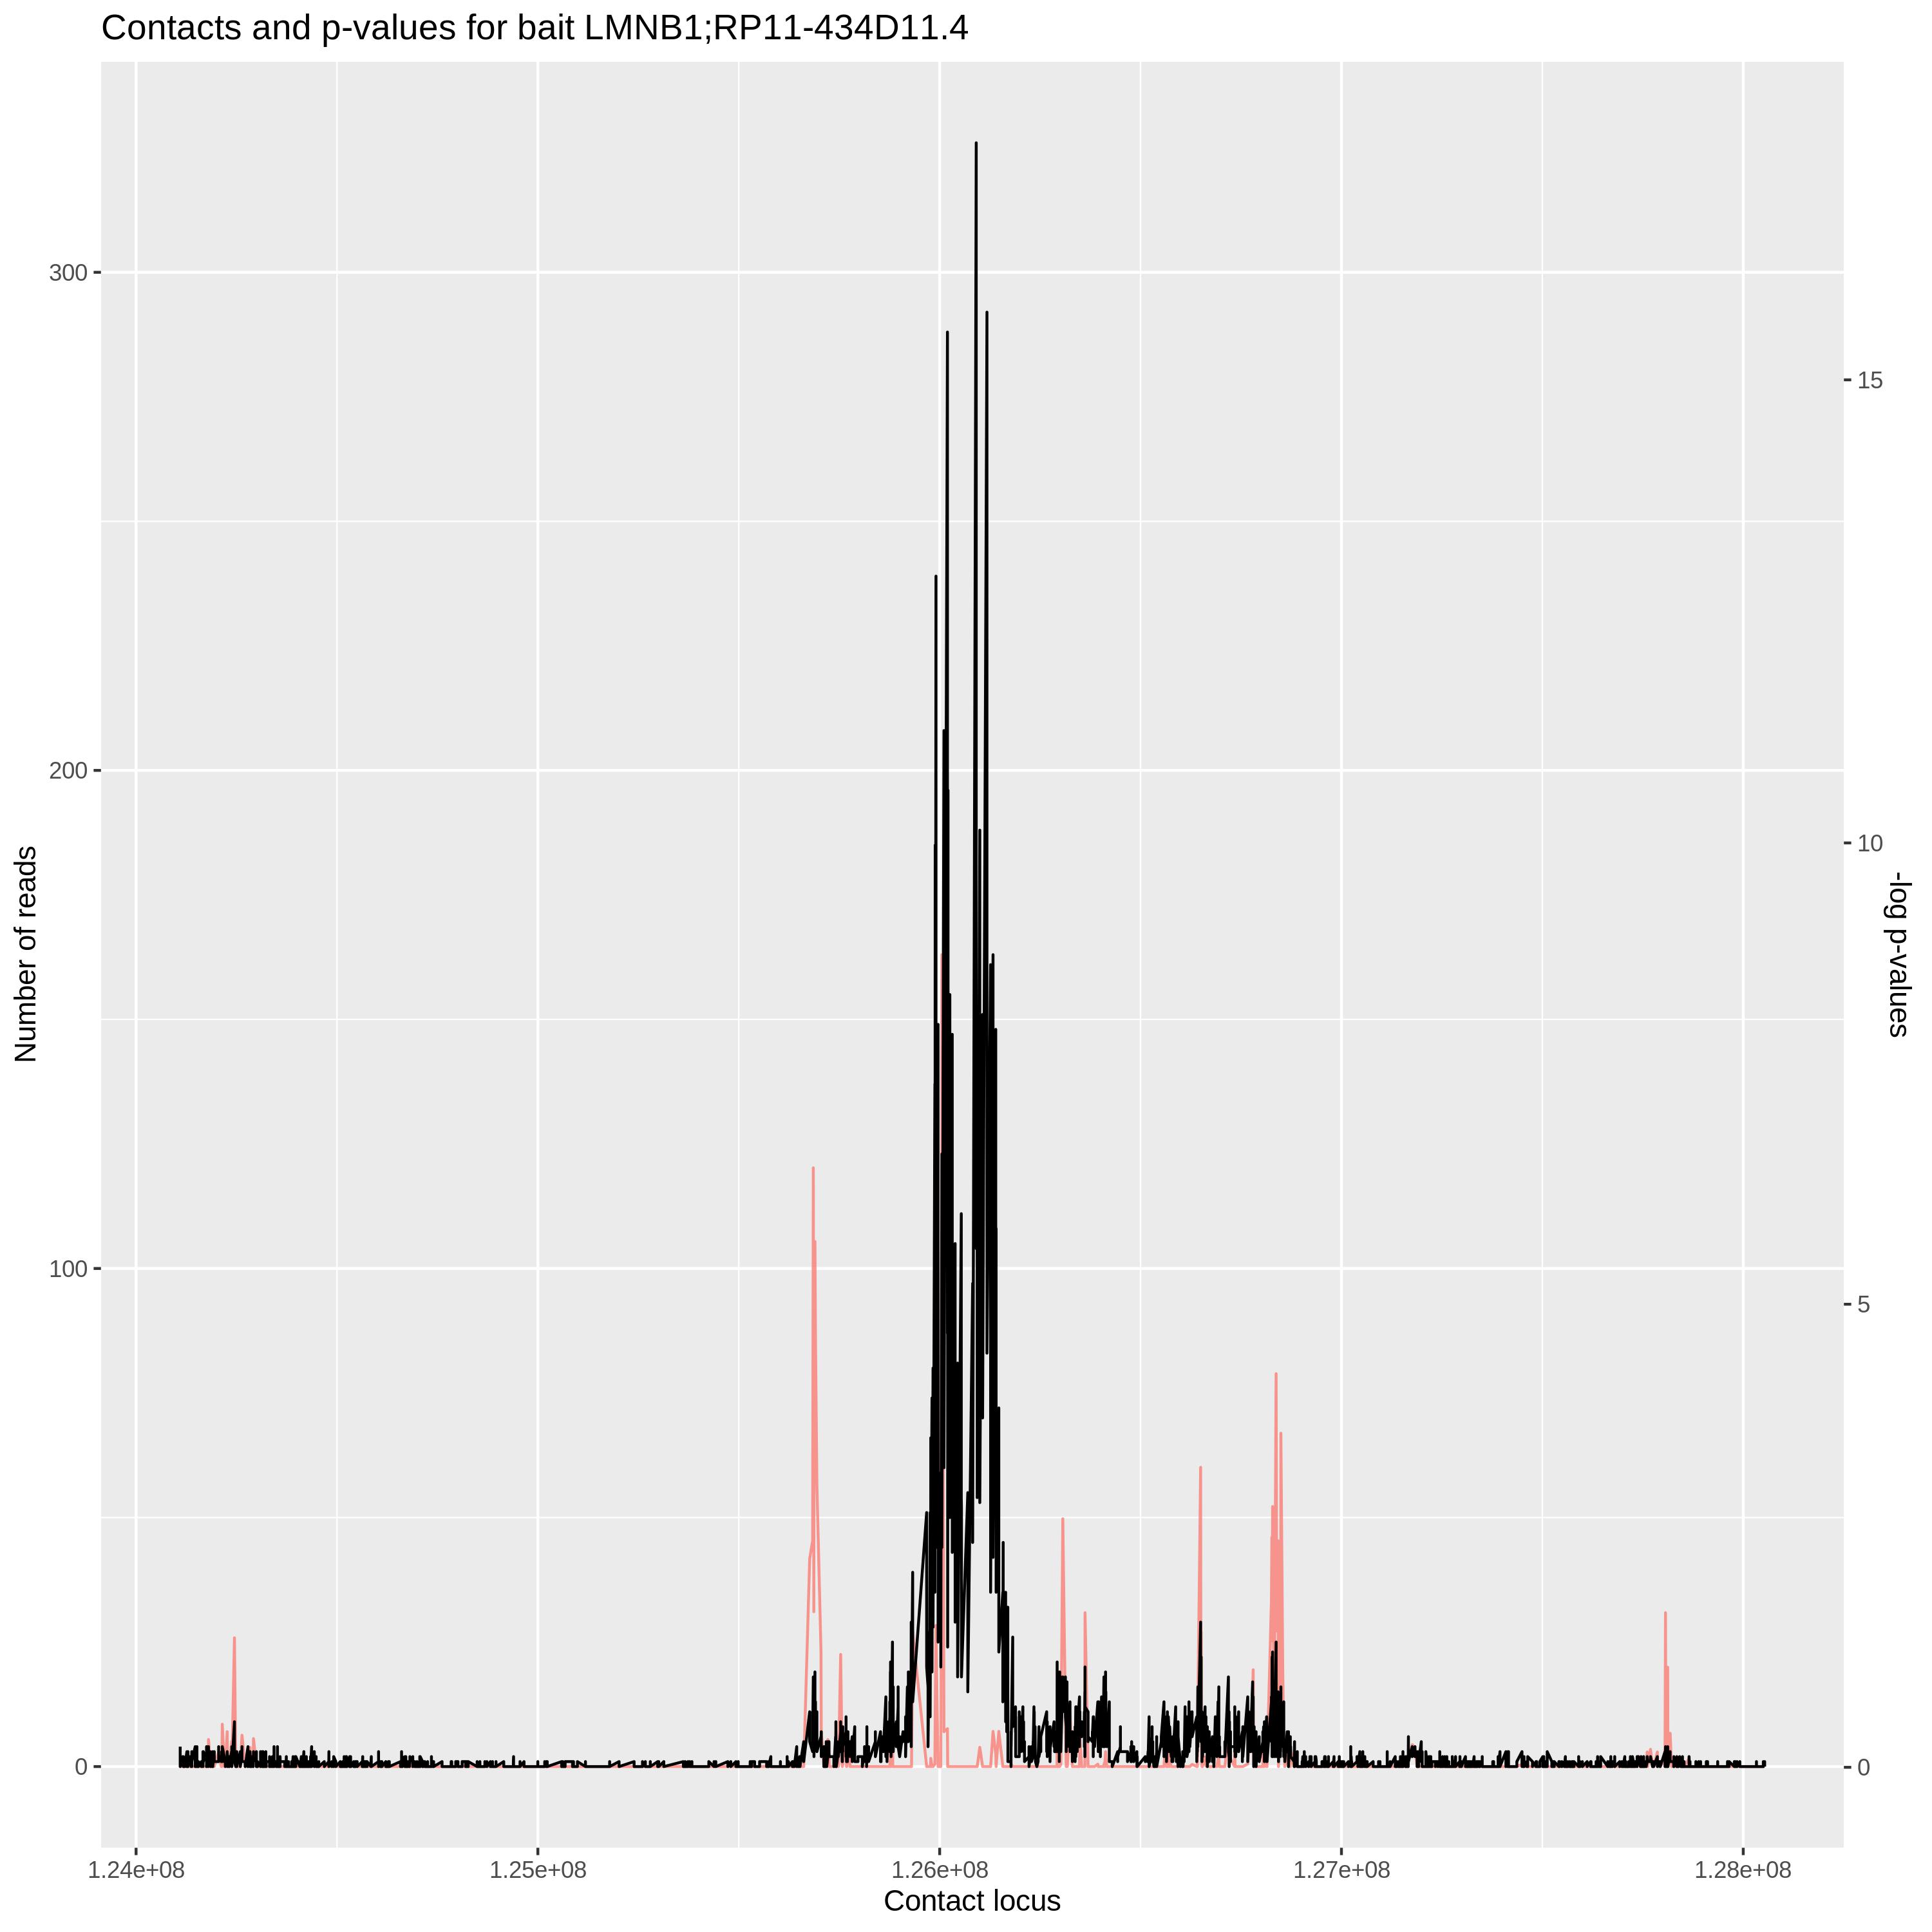 Contacts and p-values for bait LMNB1;RP11-434D11.4
300
200
100
0
Number of reads
15
10
5
0
-log p-values
1.24e+08
1.25e+08
1.26e+08
1.27e+08
1.28e+08
Contact locus